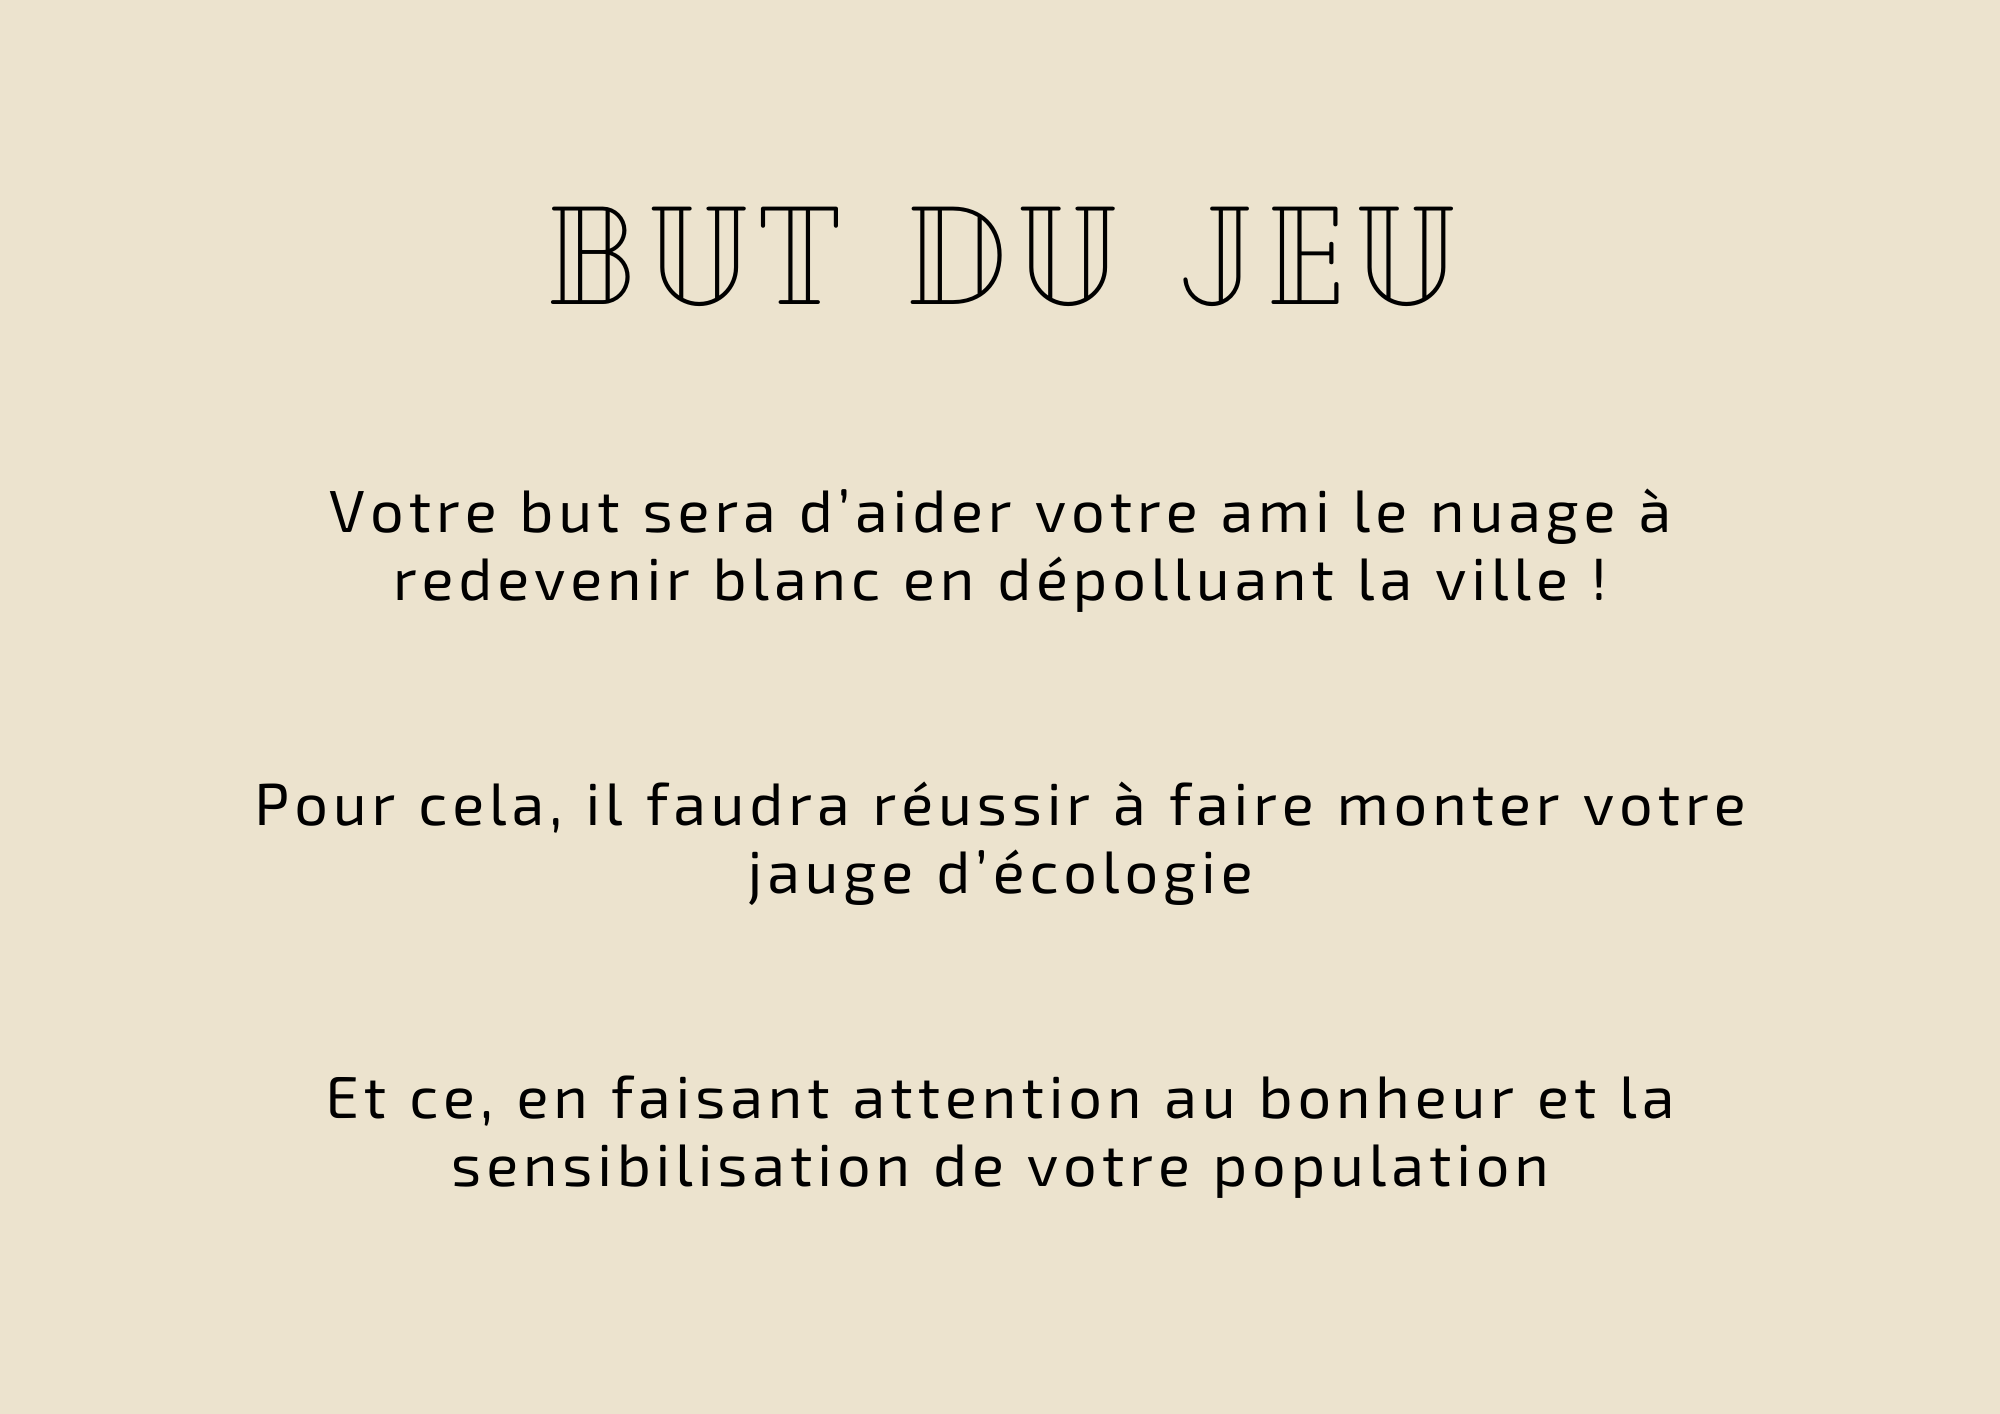 BUT DU JEU
Votre but sera d’aider votre ami le nuage à
redevenir blanc en dépolluant la ville !
Pour cela, il faudra réussir à faire monter votre
jauge d’écologie
Et ce, en faisant attention au bonheur et la
sensibilisation de votre population